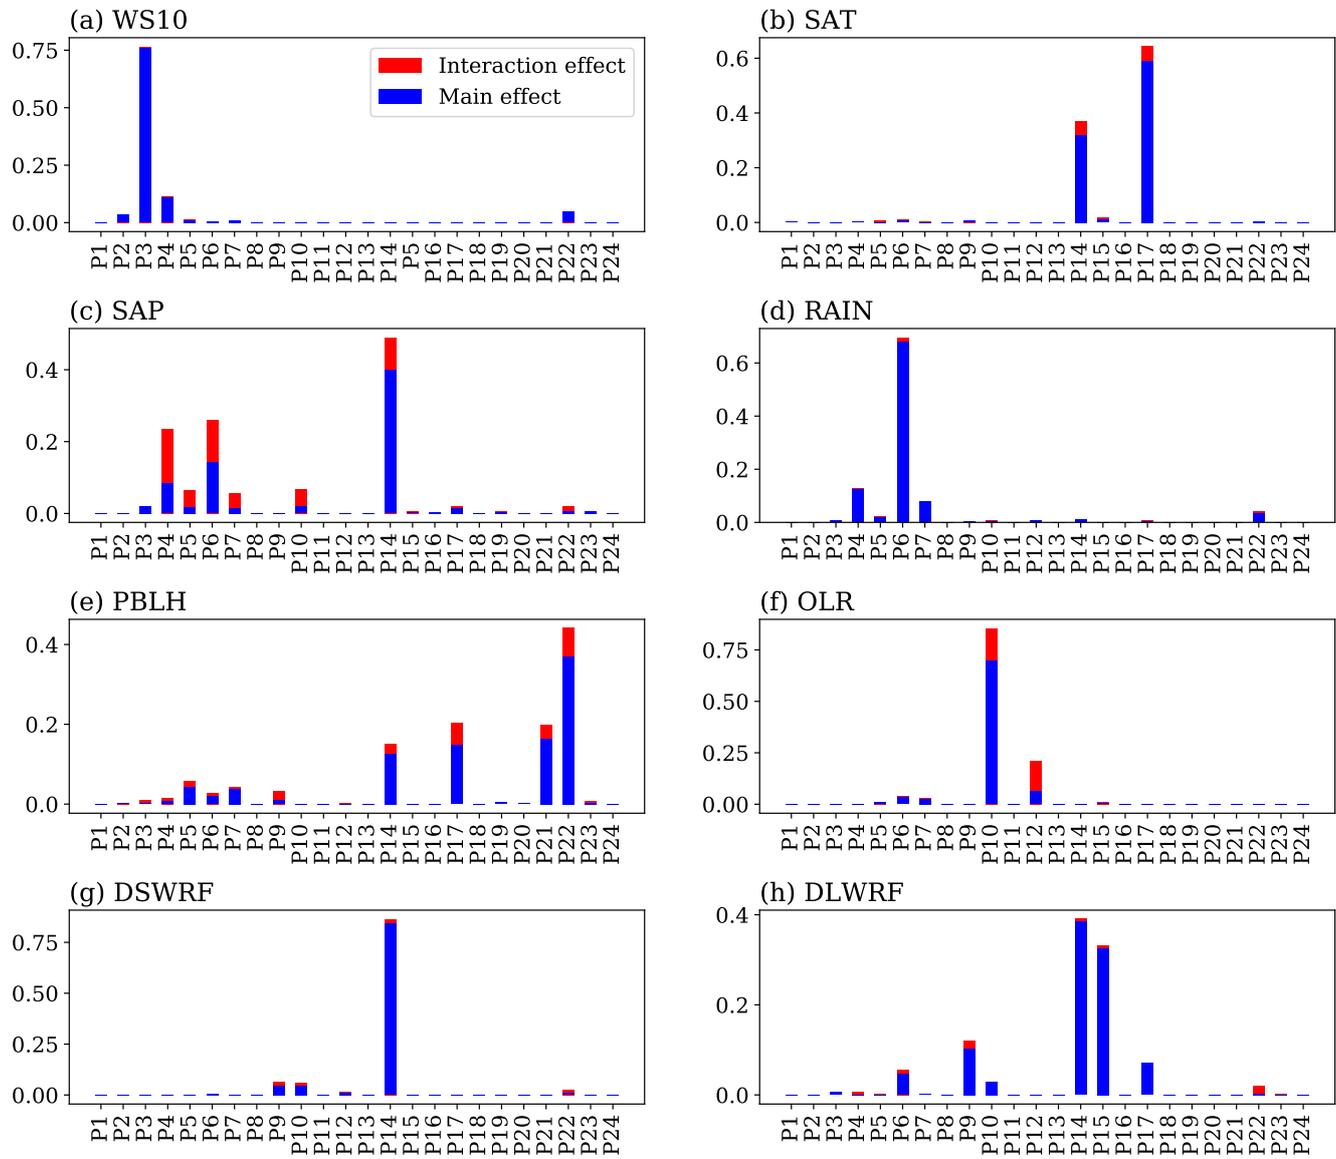 (a) WS10
0.75
0.50
0.25
0.00
Interaction effect
Main effect
P1 P2 P3 P4 P5 P6 P7 P8 P9 P10 P11 P12 P13 P14 P5 P16 P17 P18 P19 P20 P21 P22 P23 P24
(b) SAT
0.6
0.4
0.2
0.0
P1 P2 P3 P4 P5 P6 P7 P8 P9 P10 P11 P12 P13 P14 P15 P16 P17 P18 P19 P20 P21 P22 P23 P24
(c) SAP
0.4
0.2
0.0
P1 P2 P3 P4 P5 P6 P7 P8 P9 P10 P11 P12 P13 P14 P15 P16 P17 P18 P19 P20 P21 P22 P23 P24
(d) RAIN
0.6
0.4
0.2
0.0
P1 P2 P3 P4 P5 P6 P7 P8 P9 P10 P11 P12 P13 P14 P15 P16 P17 P18 P19 P20 P21 P22 P23 P24
(e) PBLH
0.4
0.2
0.0
P1 P2 P3 P4 P5 P6 P7 P8 P9 P10 P11 P12 P13 P14 P15 P16 P17 P18 P19 P20 P21 P22 P23 P24
(f) OLR
0.75
0.50
0.25
0.00
P1 P2 P3 P4 P5 P6 P7 P8 P9 P10 P11 P12 P13 P14 P15 P16 P17 P18 P19 P20 P21 P22 P23 P24
(g) DSWRF
0.75
0.50
0.25
0.00
P1 P2 P3 P4 P5 P6 P7 P8 P9 P10 P11 P12 P13 P14 P15 P16 P17 P18 P19 P20 P21 P22 P23 P24
(h) DLWRF
0.4
0.2
0.0
P1 P2 P3 P4 P5 P6 P7 P8 P9 P10 P11 P12 P13 P14 P15 P16 P17 P18 P19 P20 P21 P22 P23 P24